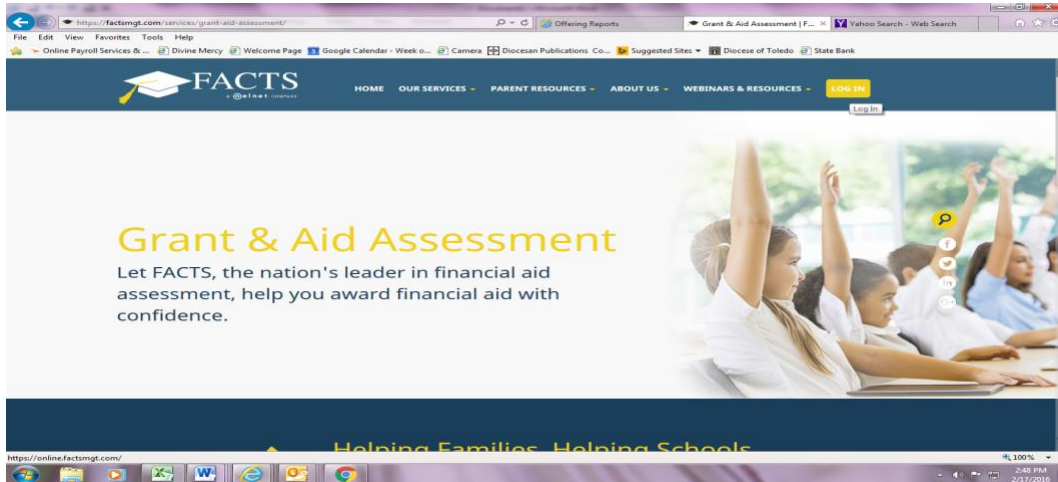 https://factsmgt.com/services/grant-aid-assessment/
Offering Reports
Grant & Aid Assessment | F...
Yahoo Search - Web Search
File Edit View Favorites Tools Help
Online Payroll Services & ... Divine Mercy Welcome Page Google Calendar - Week o... Camera Diocesan Publications Co... Suggested Sites Diocese of Toledo State Bank
FACTS
a Nelnet COMPANY
HOME OUR SERVICES PARENT RESOURCES ABOUT US WEBINARS & RESOURCES LOG IN
Log In
Grant & Aid Assessment
Let FACTS, the nation's leader in financial aid
assessment, help you award financial aid with
confidence.
Helping Families, Helping Schools
https://online.factsmgt.com/
100%
2:48 PM
2/17/2016